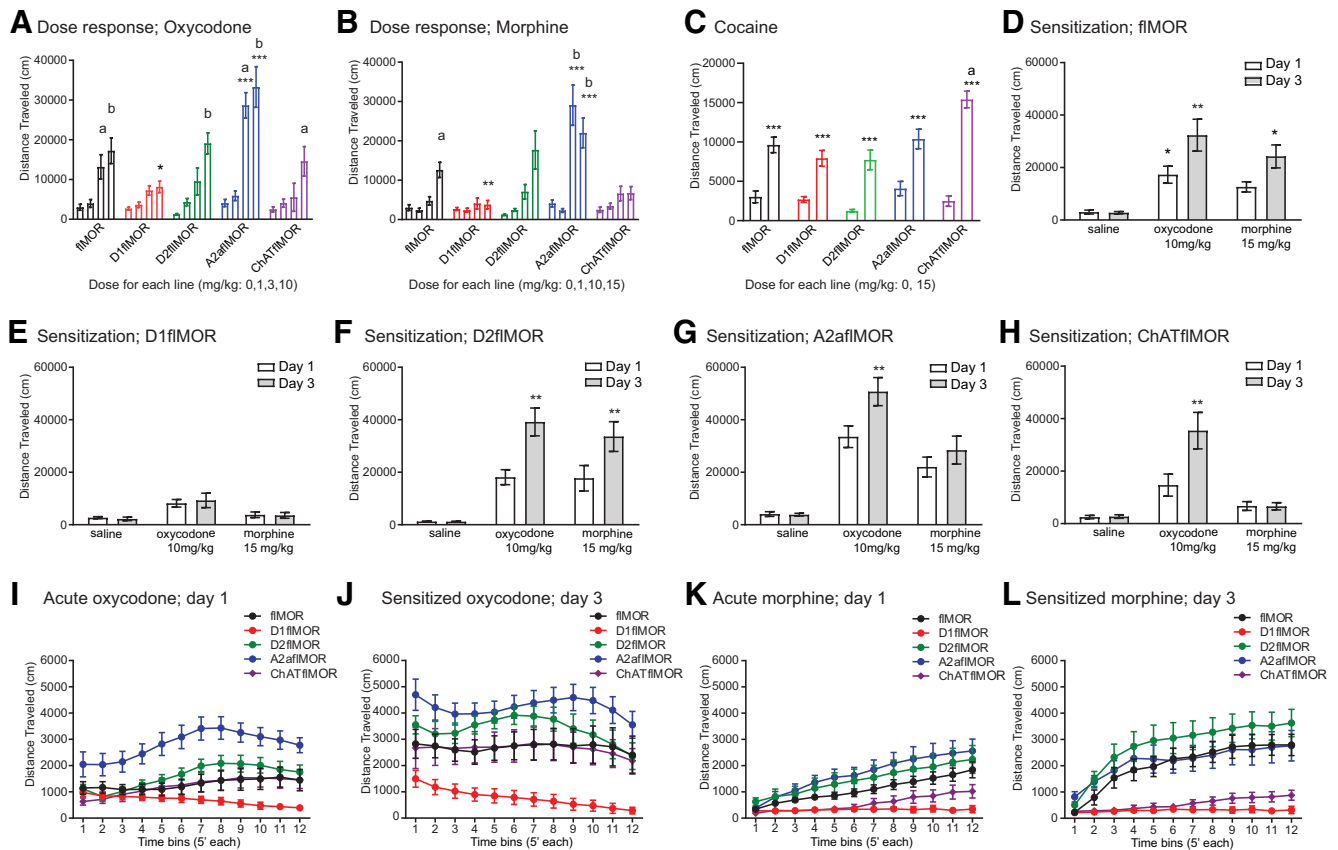 A Dose response; Oxycodone
Distance Traveled (cm)
40000
30000
20000
10000
0
a
b
*
b
a
***
b
***
a
flMOR
D1flMOR
D2flMOR
A2aflMOR
ChATflMOR
Dose for each line (mg/kg: 0,1,3,10)
B Dose response; Morphine
Distance Traveled (cm)
40000
30000
20000
10000
0
a
**
b
***
b
***
flMOR
D1flMOR
D2flMOR
A2aflMOR
ChATflMOR
Dose for each line (mg/kg: 0,1,10,15)
C Cocaine
Distance Traveled (cm)
20000
15000
10000
5000
0
***
***
***
***
a
***
flMOR
D1flMOR
D2flMOR
A2aflMOR
ChATflMOR
Dose for each line (mg/kg: 0, 15)
D Sensitization; flMOR
Distance Traveled (cm)
60000
40000
20000
0
Day 1
Day 3
*
**
*
saline
oxycodone
10mg/kg
morphine
15 mg/kg
E Sensitization; D1flMOR
Distance Traveled (cm)
60000
40000
20000
0
Day 1
Day 3
saline
oxycodone
10mg/kg
morphine
15 mg/kg
F Sensitization; D2flMOR
Distance Traveled (cm)
60000
40000
20000
0
Day 1
Day 3
**
**
saline
oxycodone
10mg/kg
morphine
15 mg/kg
G Sensitization; A2aflMOR
Distance Traveled (cm)
60000
40000
20000
0
Day 1
Day 3
**
saline
oxycodone
10mg/kg
morphine
15 mg/kg
H Sensitization; ChATflMOR
Distance Traveled (cm)
60000
40000
20000
0
Day 1
Day 3
**
saline
oxycodone
10mg/kg
morphine
15 mg/kg
I Acute oxycodone; day 1
flMOR
D1flMOR
D2flMOR
A2aflMOR
ChATflMOR
Distance Traveled (cm)
6000
5000
4000
3000
2000
1000
0
1 2 3 4 5 6 7 8 9 10 11 12
Time bins (5' each)
J Sensitized oxycodone; day 3
flMOR
D1flMOR
D2flMOR
A2aflMOR
ChATflMOR
Distance Traveled (cm)
6000
5000
4000
3000
2000
1000
0
1 2 3 4 5 6 7 8 9 10 11 12
Time bins (5' each)
K Acute morphine; day 1
flMOR
D1flMOR
D2flMOR
A2aflMOR
ChATflMOR
Distance Traveled (cm)
6000
5000
4000
3000
2000
1000
0
1 2 3 4 5 6 7 8 9 10 11 12
Time bins (5' each)
L Sensitized morphine; day 3
flMOR
D1flMOR
D2flMOR
A2aflMOR
ChATflMOR
Distance Traveled (cm)
6000
5000
4000
3000
2000
1000
0
1 2 3 4 5 6 7 8 9 10 11 12
Time bins (5' each)